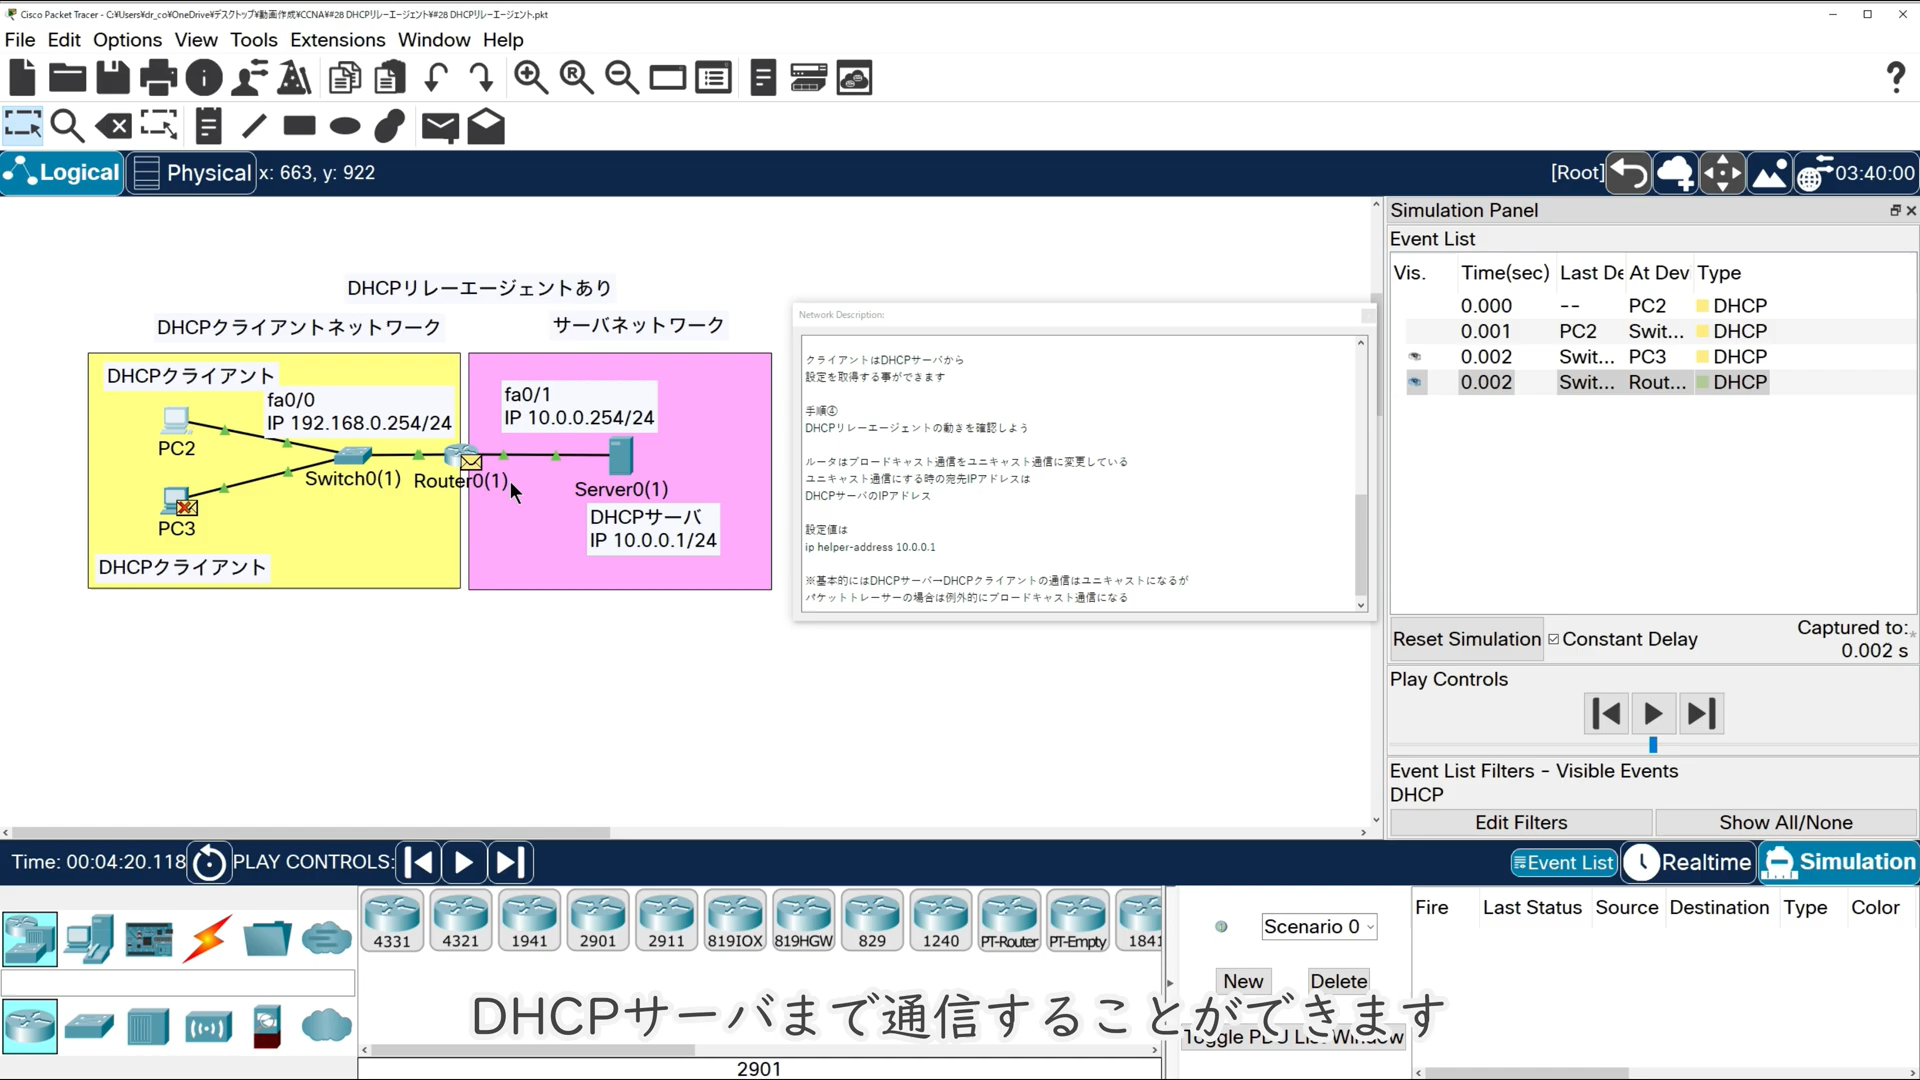 Cisco Packet Tracer - C:¥Users¥dr_co¥OneDrive¥デスクトップ¥動画作成¥CCNA¥#28 DHCPリレーエージェント¥#28 DHCPリレーエージェント.pkt
File Edit Options View Tools Extensions Window Help
Logical Physical x: 663, y: 922 [Root] 03:40:00
Simulation Panel
Event List
Vis. Time(sec) Last De At Dev Type
0.000 -- PC2 DHCP
0.001 PC2 Swit... DHCP
0.002 Swit... PC3 DHCP
0.002 Swit... Rout... DHCP
DHCPリレーエージェントあり
DHCPクライアントネットワーク
サーバネットワーク
DHCPクライアント
fa0/0
IP 192.168.0.254/24
fa0/1
IP 10.0.0.254/24
PC2
Switch0(1)
Router0(1)
Server0(1)
PC3
DHCPサーバ
IP 10.0.0.1/24
DHCPクライアント
Network Description:
クライアントはDHCPサーバから
設定を取得する事ができます
手順④
DHCPリレーエージェントの動きを確認しよう
ルータはブロードキャスト通信をユニキャスト通信に変更している
ユニキャスト通信にする時の宛先IPアドレスは
DHCPサーバのIPアドレス
設定値は
ip helper-address 10.0.0.1
※基本的にはDHCPサーバ→DHCPクライアントの通信はユニキャストになるが
パケットトレーサーの場合は例外的にブロードキャスト通信になる
Reset Simulation Constant Delay Captured to:
0.002 s
Play Controls
Event List Filters - Visible Events
DHCP
Edit Filters Show All/None
Time: 00:04:20.118 PLAY CONTROLS: Event List Realtime Simulation
4331 4321 1941 2901 2911 819IOX 819HGW 829 1240 PT-Router PT-Empty 1841
Scenario 0
New Delete
Toggle PDU List Window
Fire Last Status Source Destination Type Color
DHCPサーバまで通信することができます
2901